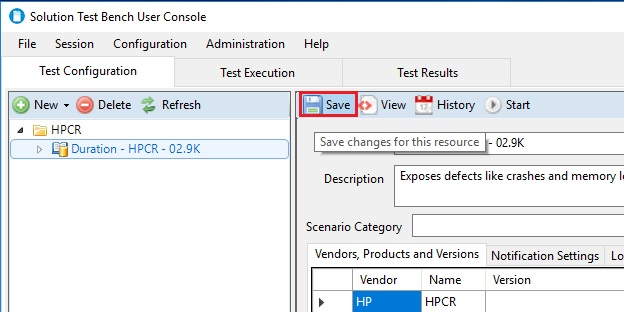 Solution Test Bench User Console
File Session Configuration Administration Help
Test Configuration Test Execution Test Results
New Delete Refresh
HPCR
Duration - HPCR - 02.9K
Save View 12 History Start
Save changes for this resource - 02.9K
Description Exposes defects like crashes and memory l
Scenario Category
Vendors, Products and Versions Notification Settings Lo
Vendor Name Version
HP HPCR